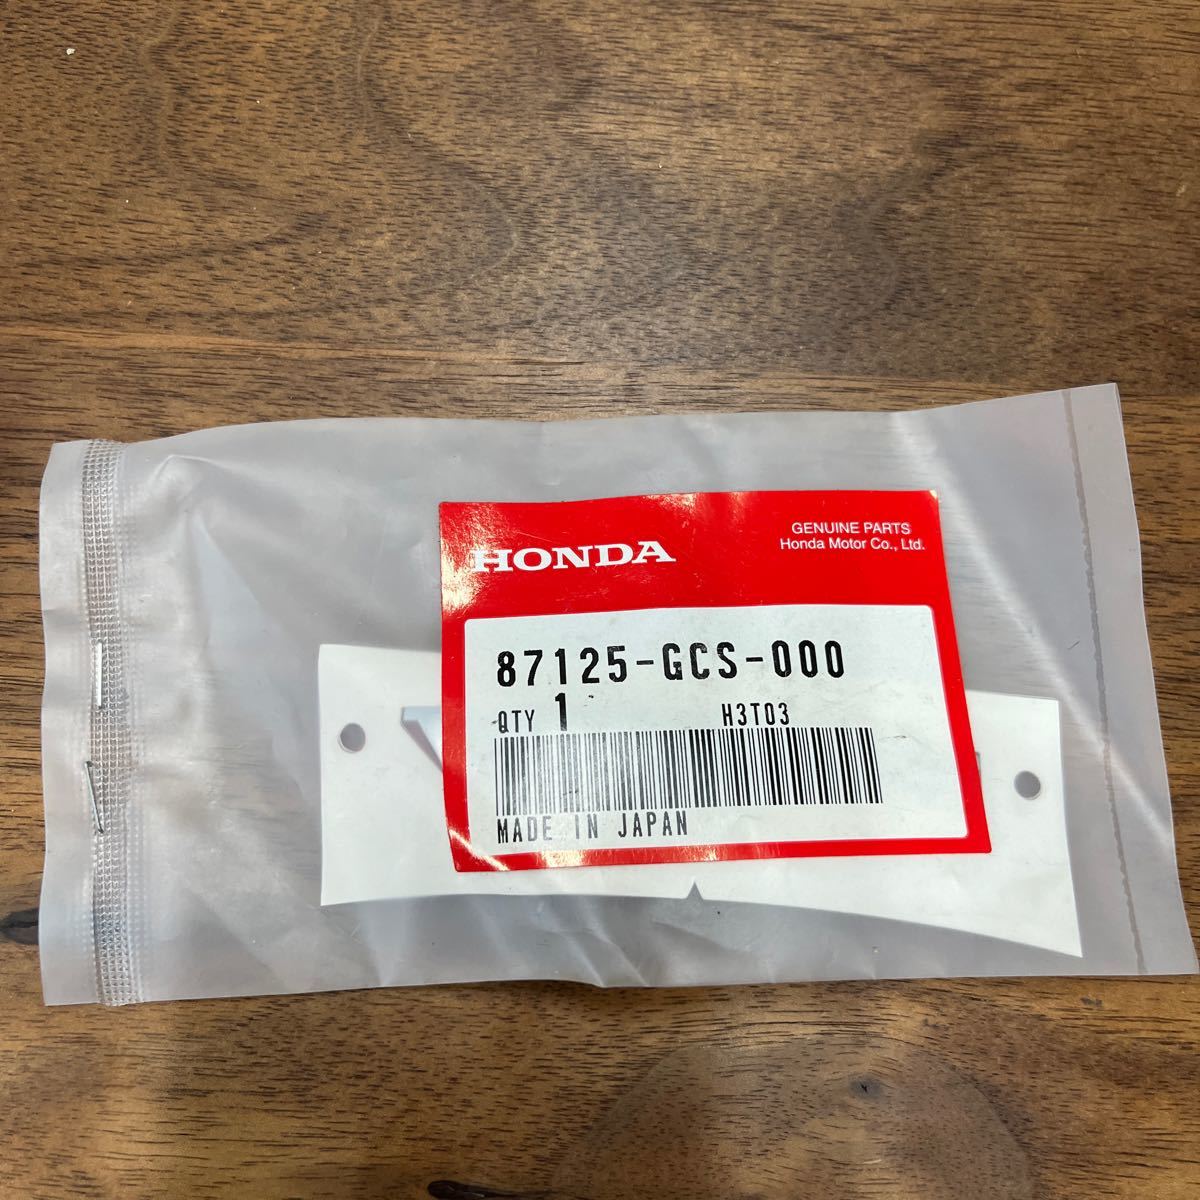 HONDA
GENUINE PARTS
Honda Motor Co., Ltd.
87125-GCS-000
QTY 1 H3T03
MADE IN JAPAN